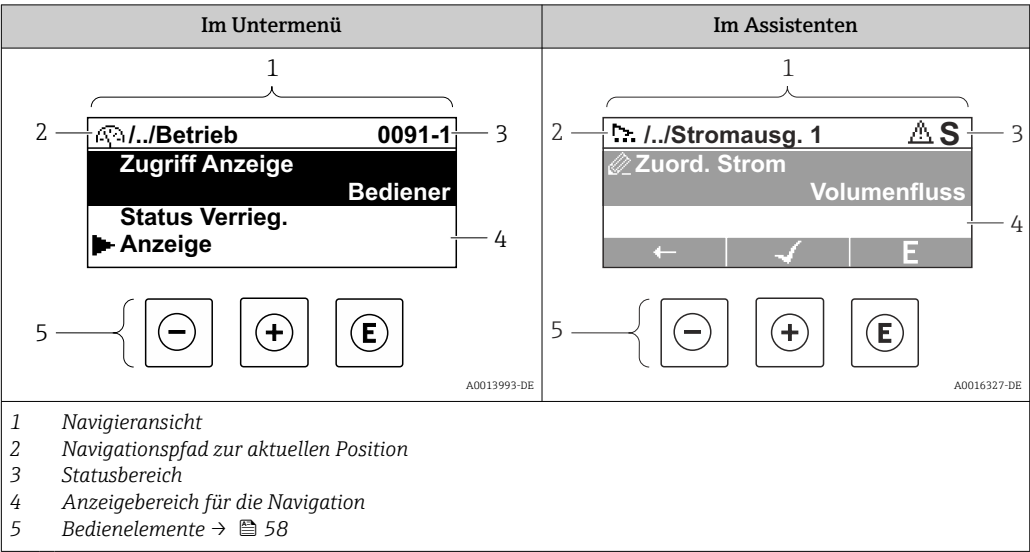 Im Untermenü
Im Assistenten
1
2
/../Betrieb 0091-1
3
Zugriff Anzeige
Bediener
Status Verrieg.
Anzeige
4
5
- + E
A0013993-DE
1
2
/../Stromausg. 1 S
3
Zuord. Strom
Volumenfluss
4
← ✓ E
5
- + E
A0016327-DE
1 Navigieransicht
2 Navigationspfad zur aktuellen Position
3 Statusbereich
4 Anzeigebereich für die Navigation
5 Bedienelemente → 58